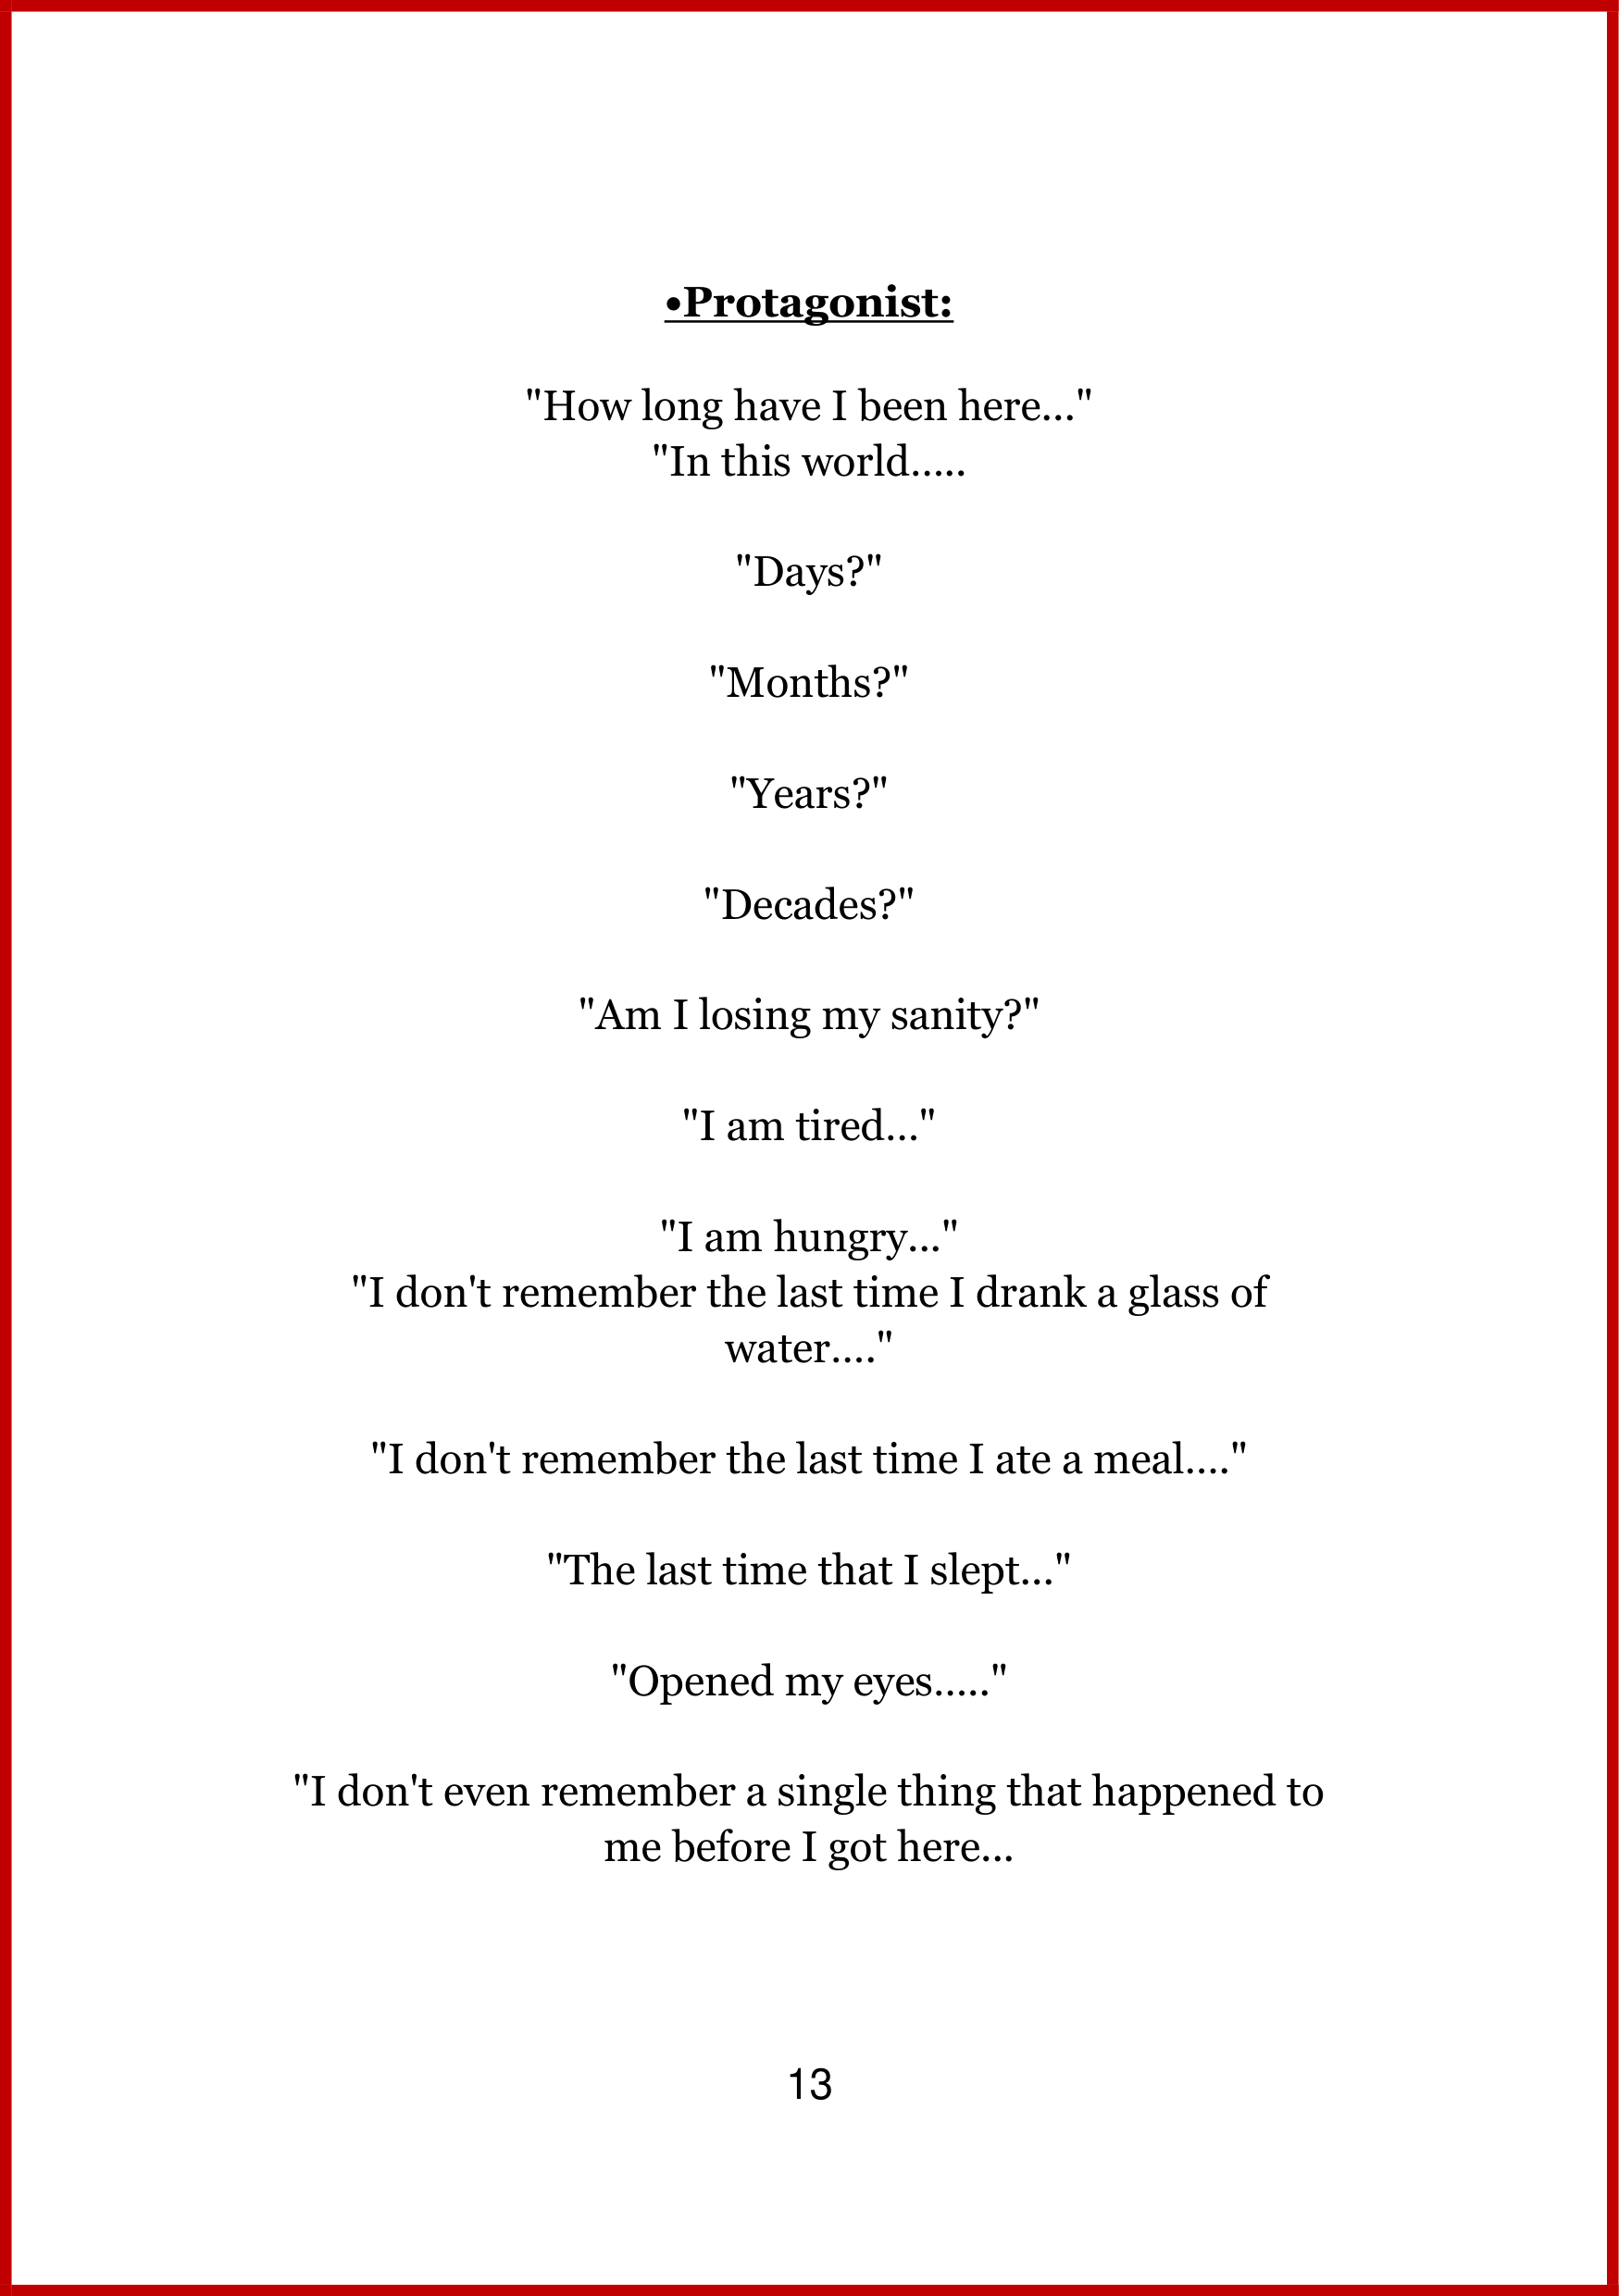 •Protagonist:
"How long have I been here..."
"In this world.....
"Days?"
"Months?"
"Years?"
"Decades?"
"Am I losing my sanity?"
"I am tired..."
"I am hungry..."
"I don't remember the last time I drank a glass of
water...."
"I don't remember the last time I ate a meal...."
"The last time that I slept..."
"Opened my eyes....."
"I don't even remember a single thing that happened to
me before I got here...
13